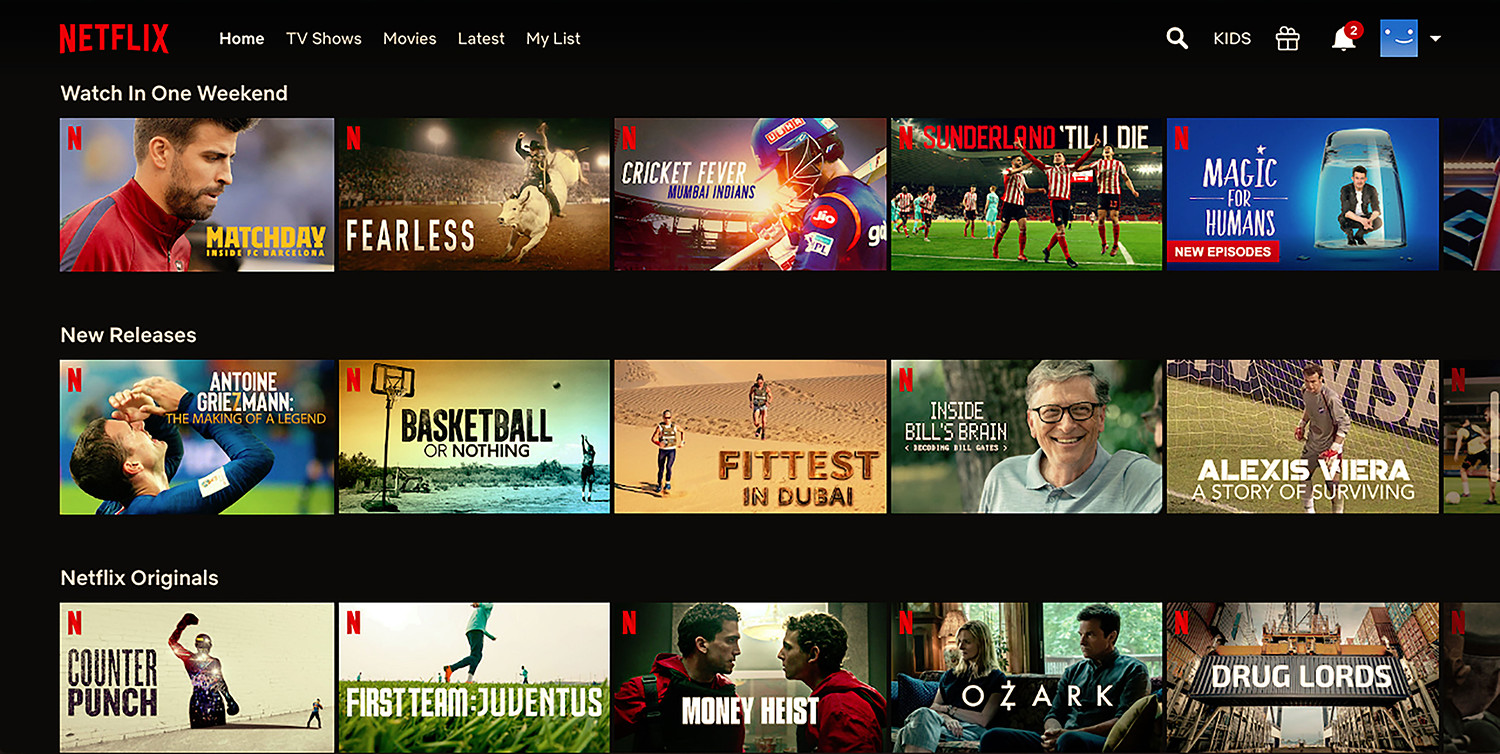 NETFLIX
Home
TV Shows
Movies
Latest
My List
KIDS
2
Watch In One Weekend
N
MATCHDAY
INSIDE FC BARCELONA
N
FEARLESS
N
CRICKET FEVER
MUMBAI INDIANS
Jio
IPL
N
SUNDERLAND 'TIL I DIE
N
MAGIC
FOR
HUMANS
NEW EPISODES
New Releases
N
ANTOINE
GRIEZMANN:
THE MAKING OF A LEGEND
N
BASKETBALL
OR NOTHING
FITTEST
IN DUBAI
N
INSIDE
BILL'S BRAIN
< DECODING BILL GATES >
VISA
ALEXIS VIERA
A STORY OF SURVIVING
N
Netflix Originals
N
COUNTER
PUNCH
N
FIRST TEAM: JUVENTUS
N
MONEY HEIST
N
OZARK
N
DRUG LORDS
N